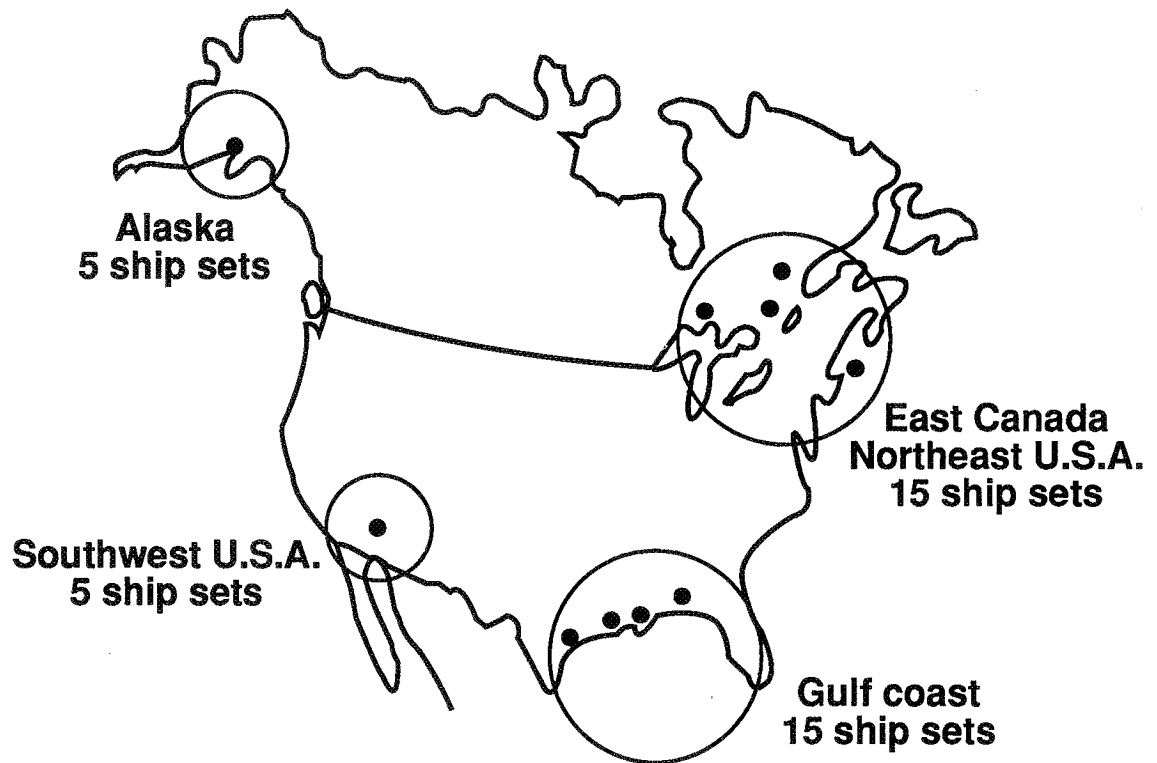 Alaska
5 ship sets
East Canada
Northeast U.S.A.
15 ship sets
Southwest U.S.A.
5 ship sets
Gulf coast
15 ship sets